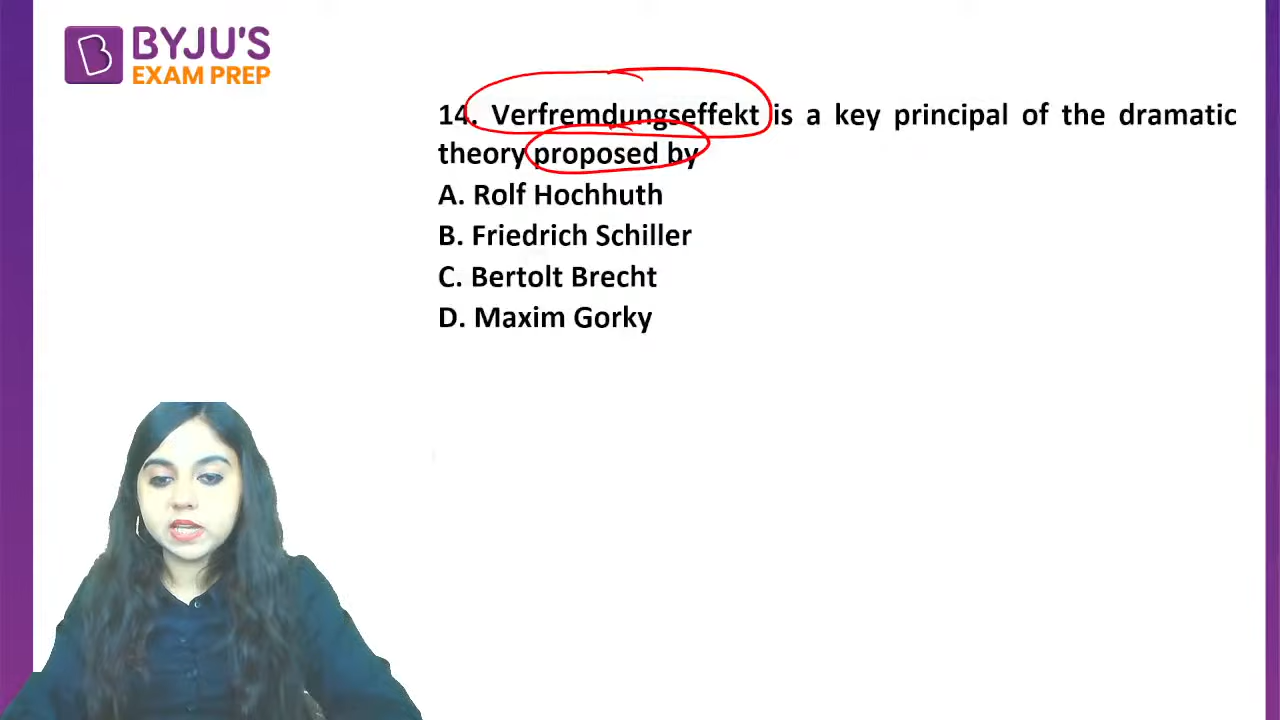 BYJU'S
EXAM PREP
14. Verfremdungseffekt is a key principal of the dramatic
theory proposed by
A. Rolf Hochhuth
B. Friedrich Schiller
C. Bertolt Brecht
D. Maxim Gorky